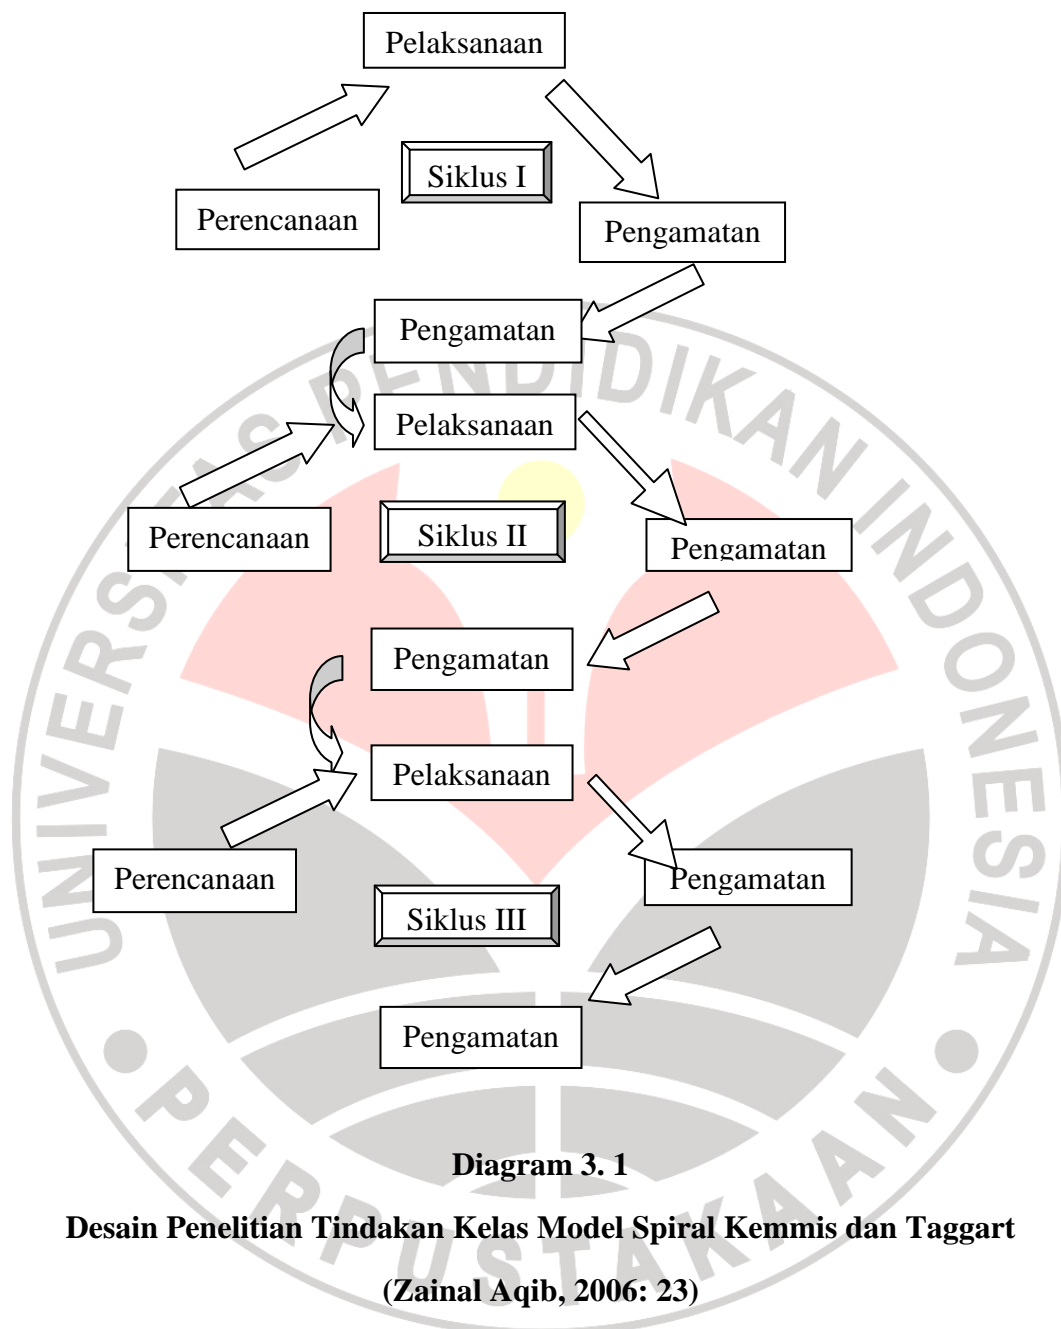 Pelaksanaan
Siklus I
Perencanaan
Pengamatan
Pengamatan
Pelaksanaan
Perencanaan
Siklus II
Pengamatan
Pengamatan
Pelaksanaan
Perencanaan
Pengamatan
Siklus III
Pengamatan
UNIVERSITAS PENDIDIKAN INDONESIA
PERPUSTAKAAN
Diagram 3. 1
Desain Penelitian Tindakan Kelas Model Spiral Kemmis dan Taggart
(Zainal Aqib, 2006: 23)